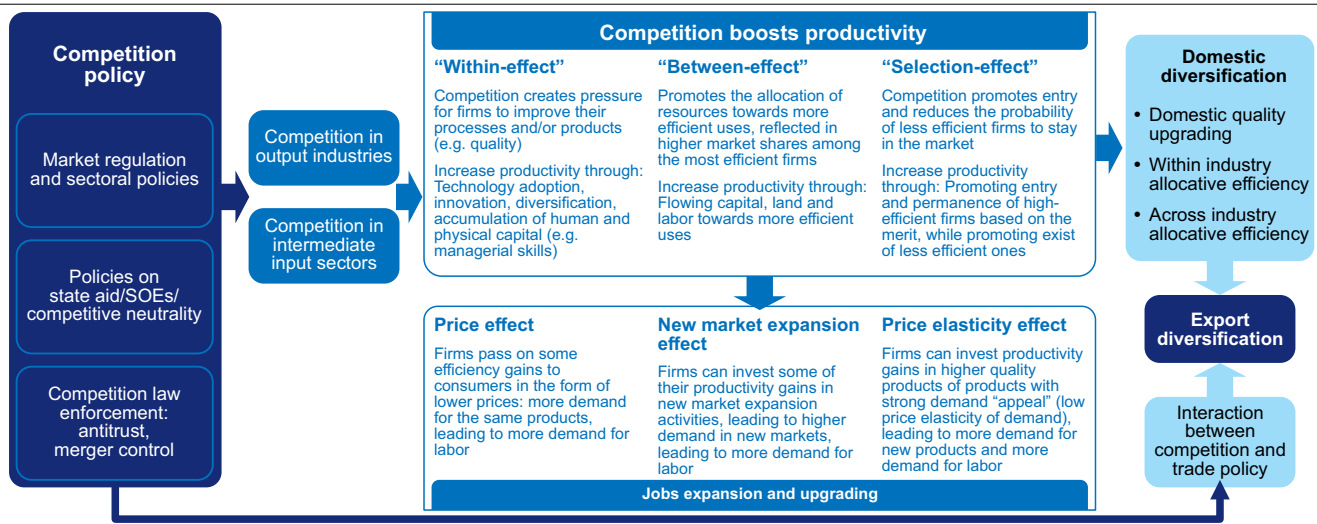 Competition
policy
Market regulation
and sectoral policies
Policies on
state aid/SOEs/
competitive neutrality
Competition law
enforcement:
antitrust,
merger control
Competition in
output industries
Competition in
intermediate
input sectors
Competition boosts productivity
“Within-effect”
Competition creates pressure
for firms to improve their
processes and/or products
(e.g. quality)
Increase productivity through:
Technology adoption,
innovation, diversification,
accumulation of human and
physical capital (e.g.
managerial skills)
“Between-effect”
Promotes the allocation of
resources towards more
efficient uses, reflected in
higher market shares among
the most efficient firms
Increase productivity through:
Flowing capital, land and
labor towards more efficient
uses
“Selection-effect”
Competition promotes entry
and reduces the probability
of less efficient firms to stay
in the market
Increase productivity
through: Promoting entry
and permanence of high-
efficient firms based on the
merit, while promoting exist
of less efficient ones
Price effect
Firms pass on some
efficiency gains to
consumers in the form of
lower prices: more demand
for the same products,
leading to more demand for
labor
New market expansion
effect
Firms can invest some of
their productivity gains in
new market expansion
activities, leading to higher
demand in new markets,
leading to more demand for
labor
Price elasticity effect
Firms can invest productivity
gains in higher quality
products of products with
strong demand “appeal” (low
price elasticity of demand),
leading to more demand for
new products and more
demand for labor
Jobs expansion and upgrading
Domestic
diversification
• Domestic quality
upgrading
• Within industry
allocative efficiency
• Across industry
allocative efficiency
Export
diversification
Interaction
between
competition and
trade policy